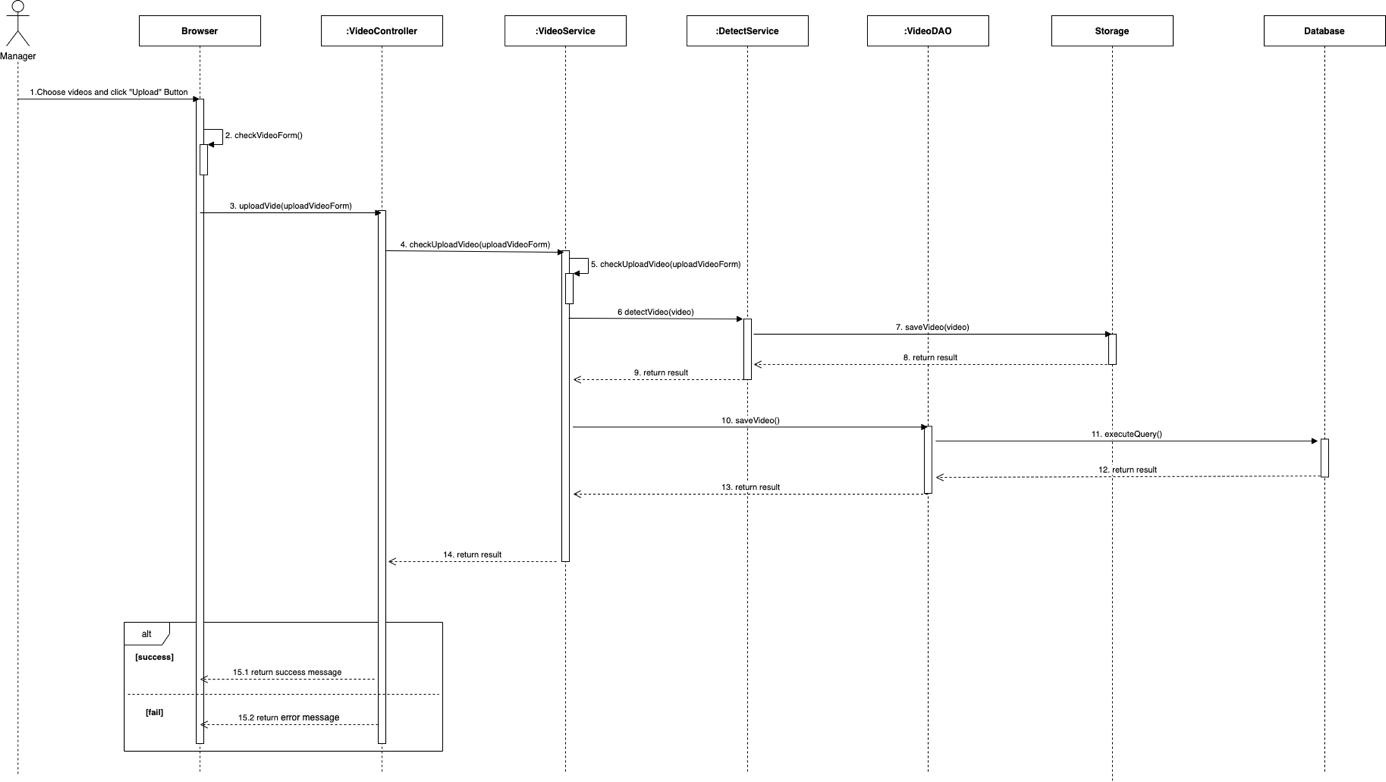 Manager
Browser
:VideoController
:VideoService
:DetectService
:VideoDAO
Storage
Database
1.Choose videos and click "Upload" Button
2. checkVideoForm()
3. uploadVide(uploadVideoForm)
4. checkUploadVideo(uploadVideoForm)
5. checkUploadVideo(uploadVideoForm)
6 detectVideo(video)
7. saveVideo(video)
8. return result
9. return result
10. saveVideo()
11. executeQuery()
12. return result
13. return result
14. return result
alt
[success]
15.1 return success message
[fail]
15.2 return error message